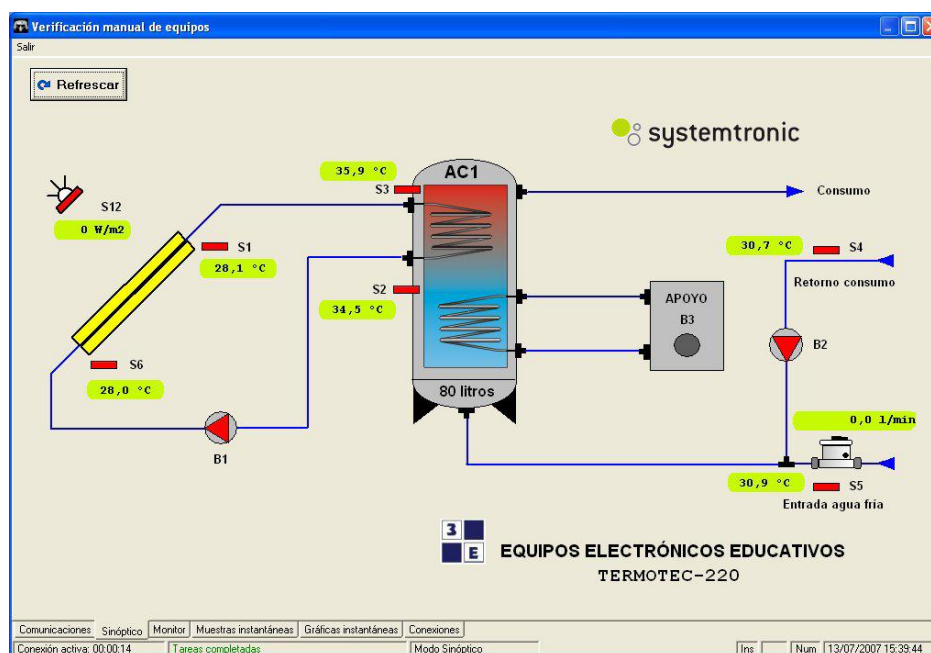 Verificación manual de equipos
Salir
Refrescar
systemtronic
35,9 °C
S3
AC1
Consumo
S12
0 W/m2
S1
28,1 °C
30,7 °C
S4
Retorno consumo
S2
34,5 °C
APOYO
B3
B2
S6
28,0 °C
80 litros
0,0 l/min
B1
30,9 °C
S5
Entrada agua fría
3
E
EQUIPOS ELECTRÓNICOS EDUCATIVOS
TERMOTEC-220
Comunicaciones Sinóptico Monitor Muestras instantáneas Gráficas instantáneas Conexiones
Conexión activa: 00:00:14 Tareas completadas Modo Sinóptico Ins Num 13/07/2007 15:39:44